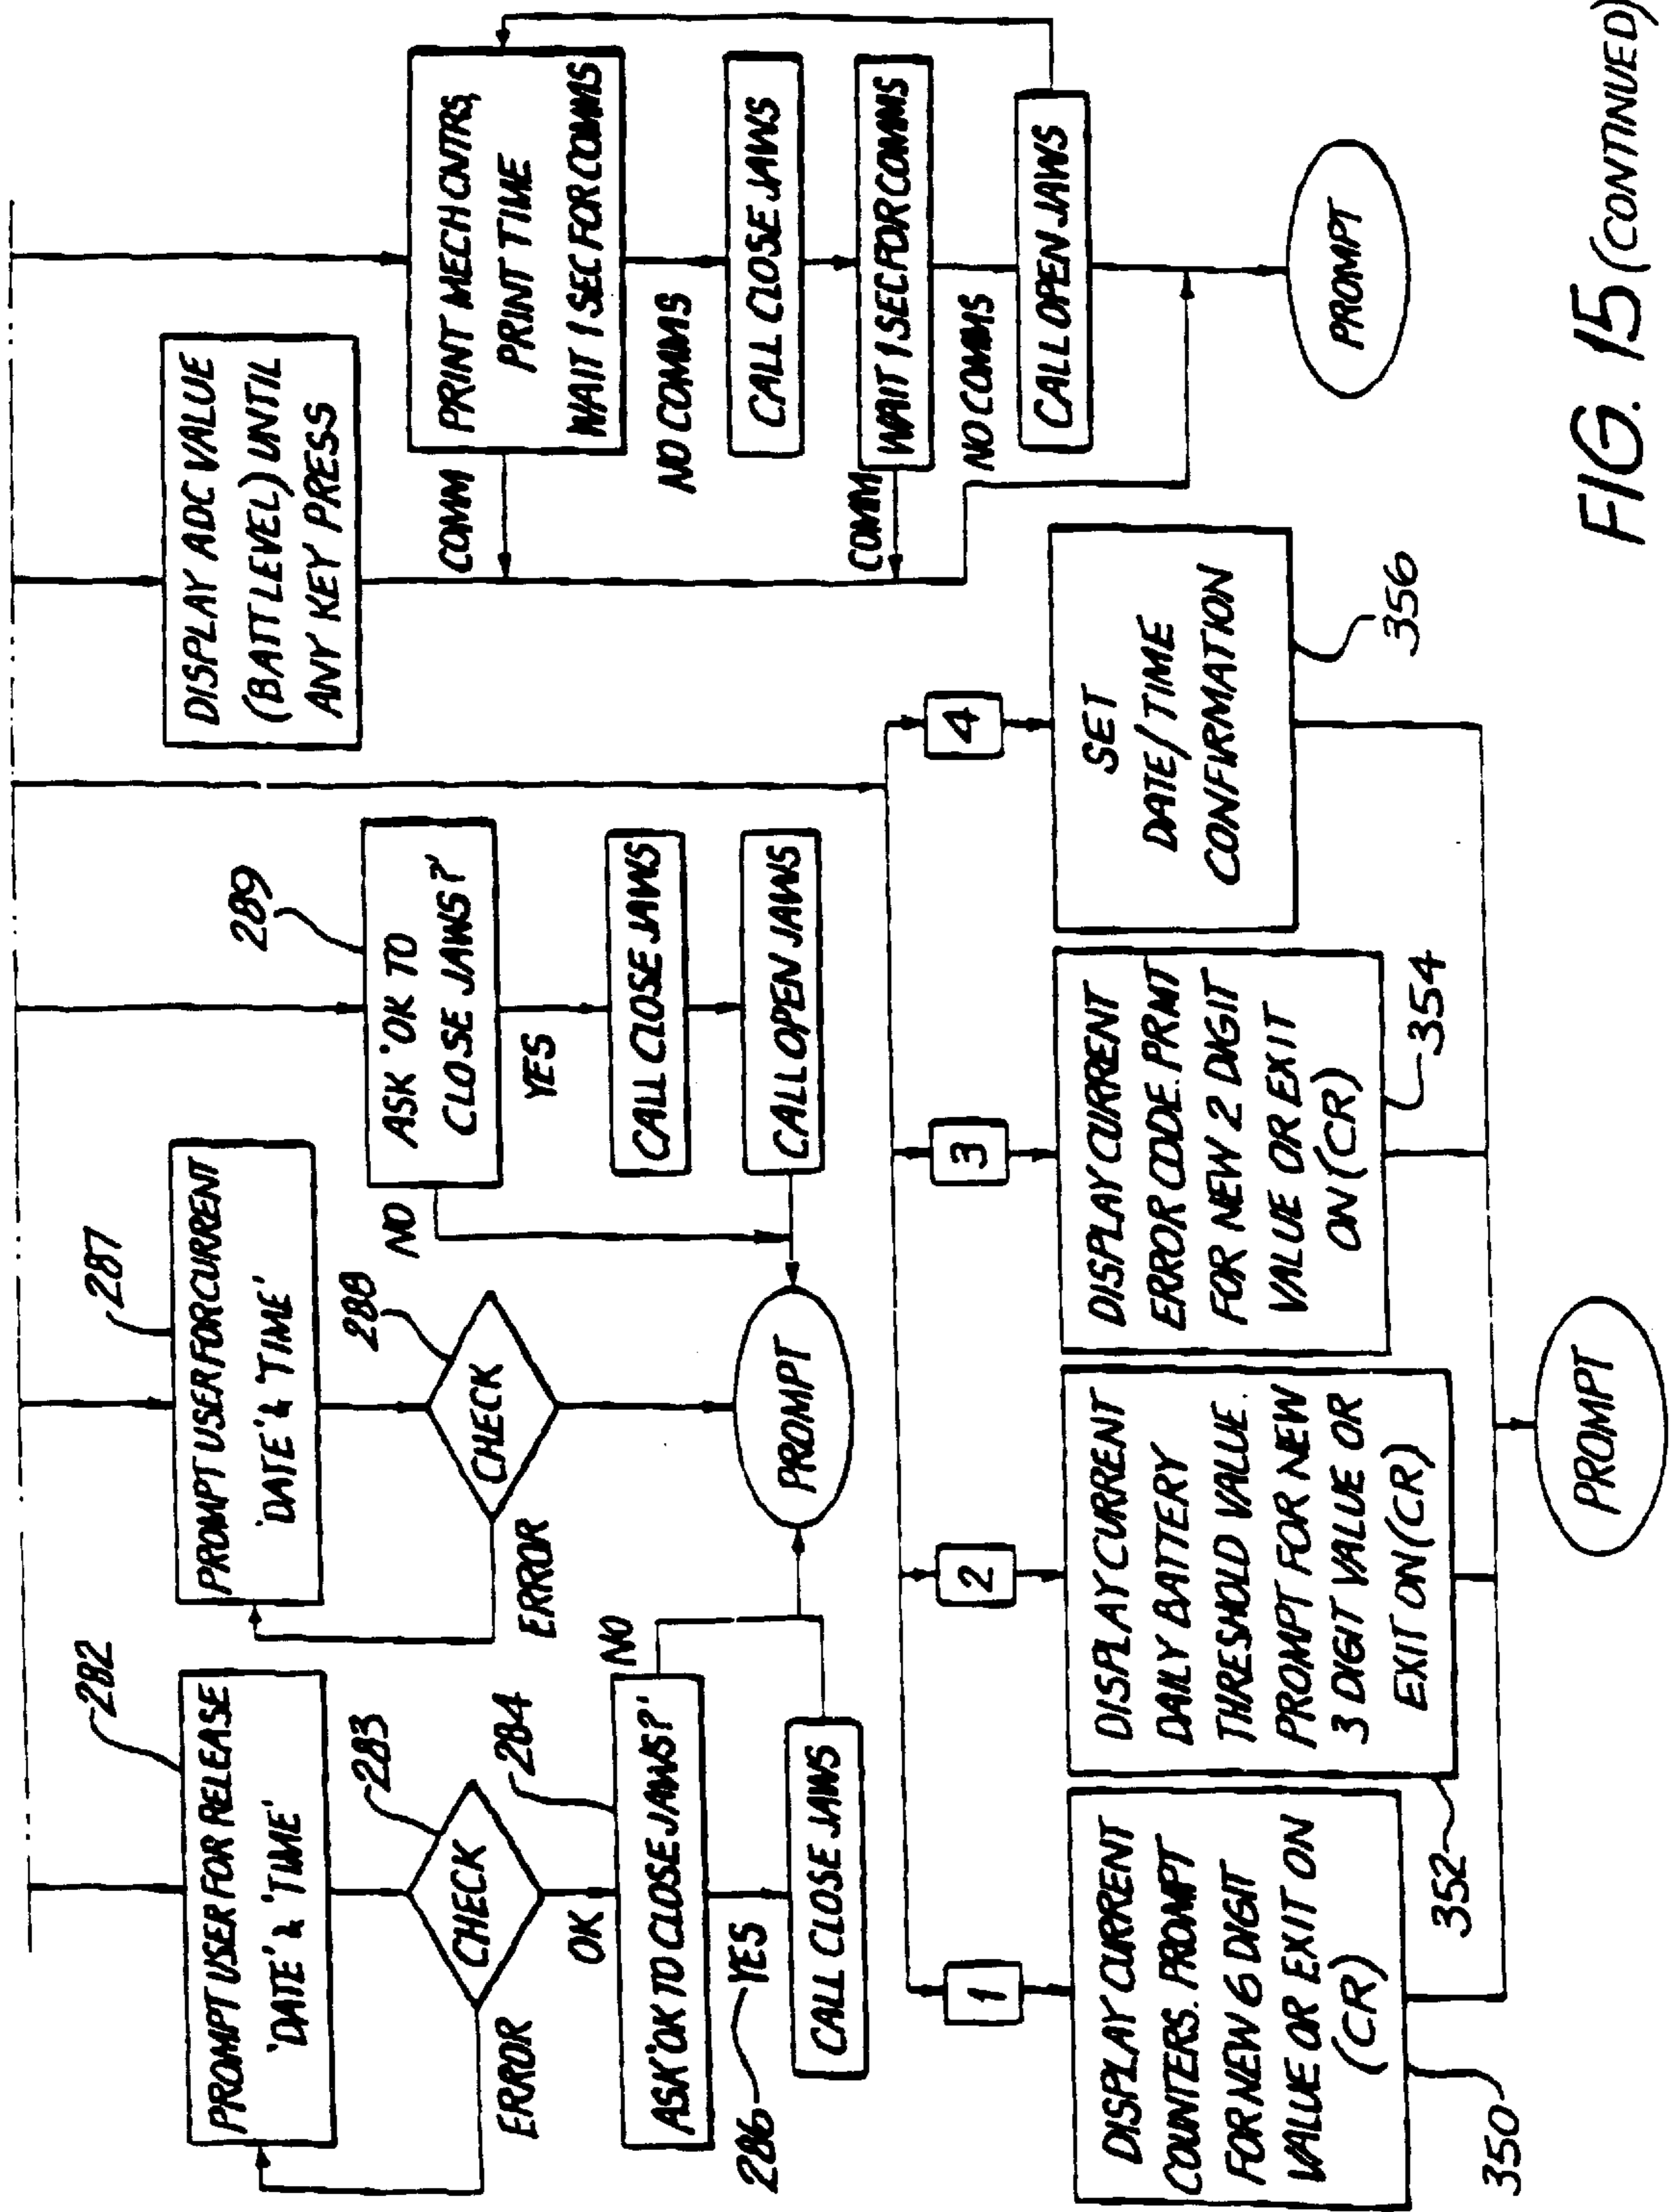 282
PROMPT USER FOR RELEASE
'DATE' & 'TIME'
283
CHECK
ERROR
OK
284
ASK 'OK TO CLOSE JAWS?'
NO
286
YES
CALL CLOSE JAWS
287
PROMPT USER FOR CURRENT
'DATE' & 'TIME'
288
CHECK
ERROR
PROMPT
289
ASK 'OK TO
CLOSE JAWS?'
NO
YES
CALL CLOSE JAWS
CALL OPEN JAWS
DISPLAY ADC VALUE
(BATT LEVEL) UNTIL
ANY KEY PRESS
PRINT MECH CNTRS,
PRINT TIME
WAIT 1 SEC FOR COMMS
COMM
NO COMMS
CALL CLOSE JAWS
WAIT 1 SEC FOR COMMS
COMM
NO COMMS
CALL OPEN JAWS
PROMPT
1
DISPLAY CURRENT
COUNTERS. PROMPT
FOR NEW 6 DIGIT
VALUE OR EXIT ON
(CR)
350
2
DISPLAY CURRENT
DAILY BATTERY
THRESHOLD VALUE.
PROMPT FOR NEW
3 DIGIT VALUE OR
EXIT ON (CR)
352
3
DISPLAY CURRENT
ERROR CODE. PRMT
FOR NEW 2 DIGIT
VALUE OR EXIT
ON (CR)
354
4
SET
DATE/TIME
CONFIRMATION
356
PROMPT
FIG. 15 (CONTINUED)